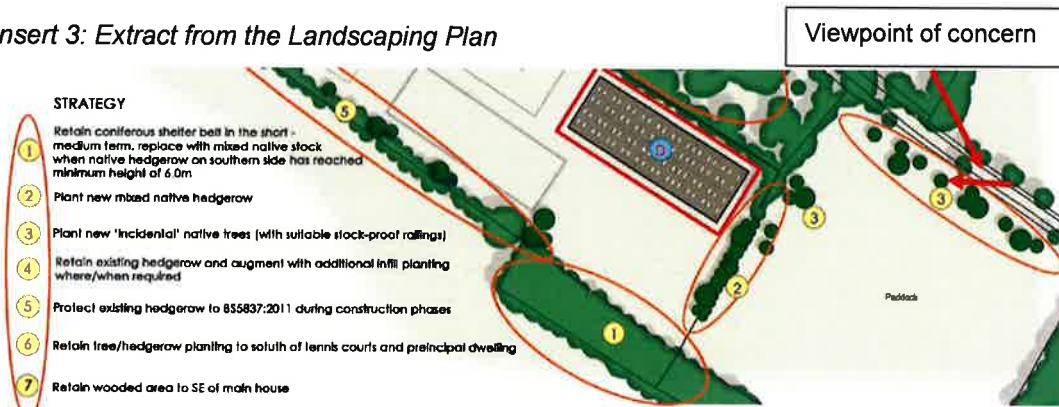 nsert 3: Extract from the Landscaping Plan
Viewpoint of concern
STRATEGY
1 Retain coniferous shelter belt in the short -
medium term, replace with mixed native stock
when native hedgerow on southern side has reached
minimum height of 6.0m
2 Plant new mixed native hedgerow
3 Plant new 'incidental' native trees (with suitable stock-proof railings)
4 Retain existing hedgerow and augment with additional infill planting
where/when required
5 Protect existing hedgerow to BS5837:2011 during construction phases
6 Retain tree/hedgerow planting to soluth of tennis courts and preincipal dwelling
7 Retain wooded area to SE of main house
5
D
3
3
2
1
Paddock